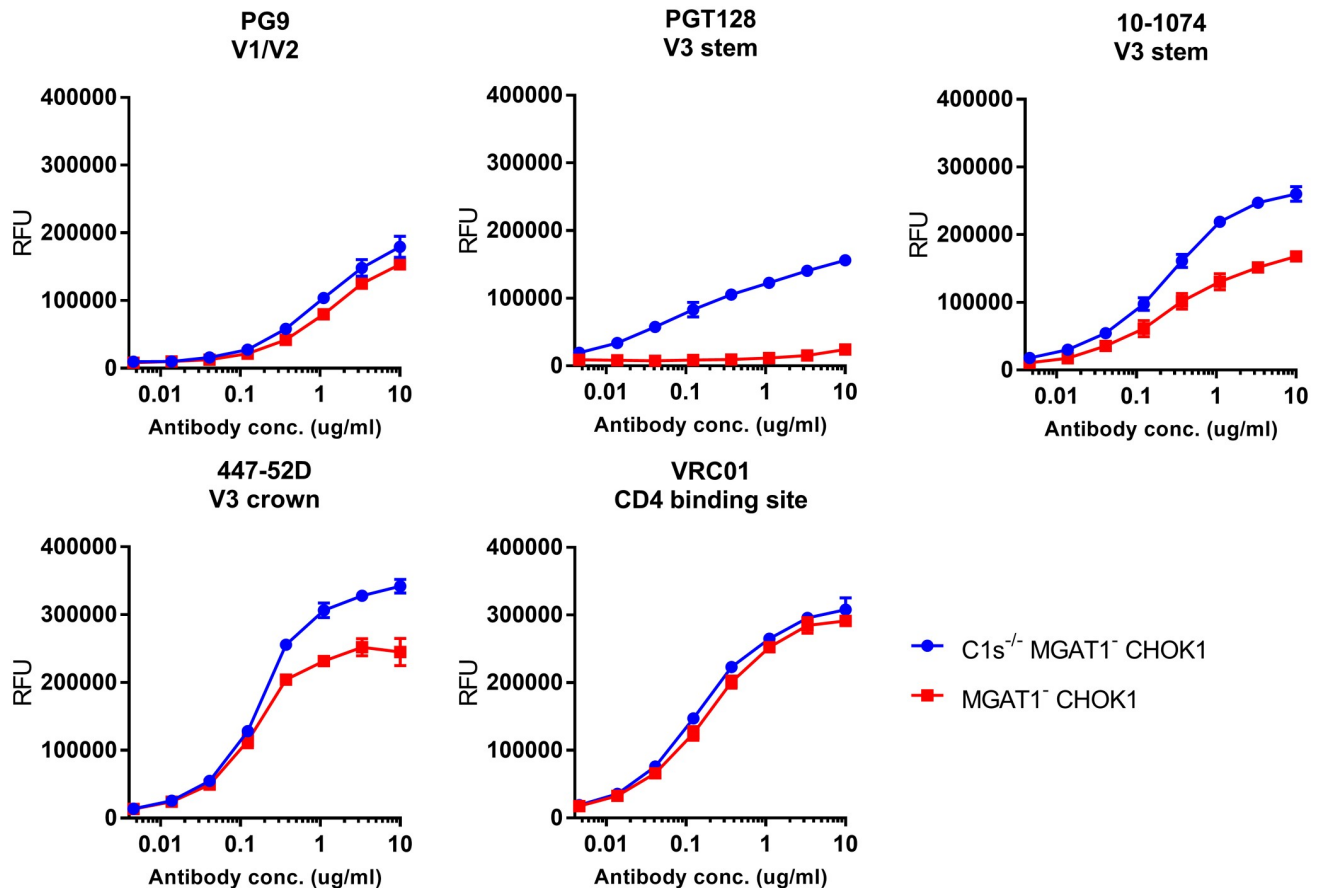 PG9
V1/V2
400000
300000
200000
100000
0
RFU
0.01 0.1 1 10
Antibody conc. (ug/ml)
PGT128
V3 stem
400000
300000
200000
100000
0
RFU
0.01 0.1 1 10
Antibody conc. (ug/ml)
10-1074
V3 stem
400000
300000
200000
100000
0
RFU
0.01 0.1 1 10
Antibody conc. (ug/ml)
447-52D
V3 crown
400000
300000
200000
100000
0
RFU
0.01 0.1 1 10
Antibody conc. (ug/ml)
VRC01
CD4 binding site
400000
300000
200000
100000
0
RFU
0.01 0.1 1 10
Antibody conc. (ug/ml)
C1s⁻/⁻ MGAT1⁻ CHOK1
MGAT1⁻ CHOK1